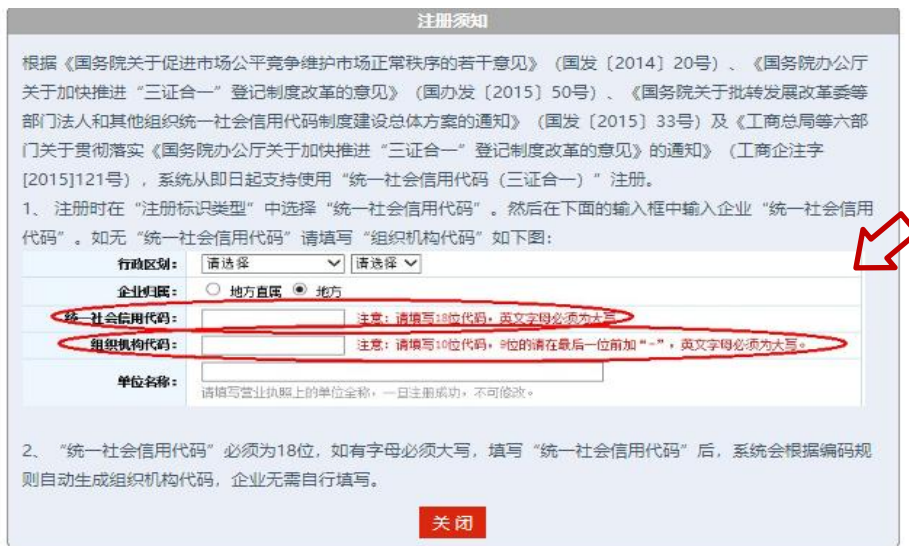 注册须知
根据《国务院关于促进市场公平竞争维护市场正常秩序的若干意见》（国发〔2014〕20号）、《国务院办公厅
关于加快推进“三证合一”登记制度改革的意见》（国办发〔2015〕50号）、《国务院关于批转发展改革委等
部门法人和其他组织统一社会信用代码制度建设总体方案的通知》（国发〔2015〕33号）及《工商总局等六部
门关于贯彻落实《国务院办公厅关于加快推进“三证合一”登记制度改革的意见》的通知》（工商企注字
[2015]121号），系统从即日起支持使用“统一社会信用代码（三证合一）”注册。
1、 注册时在“注册标识类型”中选择“统一社会信用代码”。然后在下面的输入框中输入企业“统一社会信用
代码”。如无“统一社会信用代码”请填写“组织机构代码”如下图：
行政区划： 请选择 请选择
企业归属： 地方直属 地方
统一社会信用代码： 注意：请填写18位代码，英文字母必须为大写
组织机构代码： 注意：请填写10位代码，9位的请在最后一位前加“-”，英文字母必须为大写。
单位名称：
请填写营业执照上的单位全称，一旦注册成功，不可修改。
2、 “统一社会信用代码”必须为18位，如有字母必须大写，填写“统一社会信用代码”后，系统会根据编码规
则自动生成组织机构代码，企业无需自行填写。
关闭